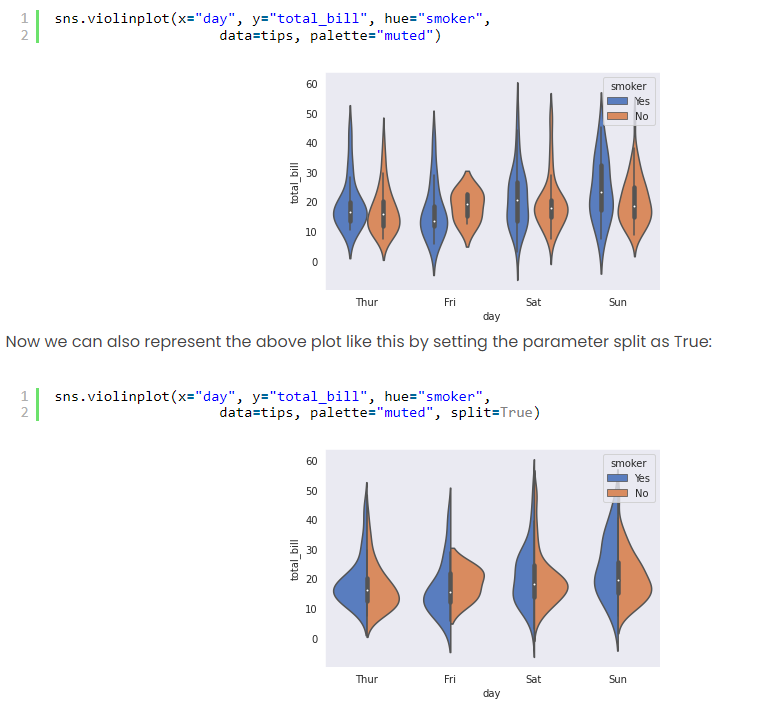 1 sns.violinplot(x="day", y="total_bill", hue="smoker",
2 data=tips, palette="muted")
smoker
Yes
No
60
50
40
30
20
10
0
total_bill
Thur Fri Sat Sun
day
Now we can also represent the above plot like this by setting the parameter split as True:
1 sns.violinplot(x="day", y="total_bill", hue="smoker",
2 data=tips, palette="muted", split=True)
smoker
Yes
No
60
50
40
30
20
10
0
total_bill
Thur Fri Sat Sun
day